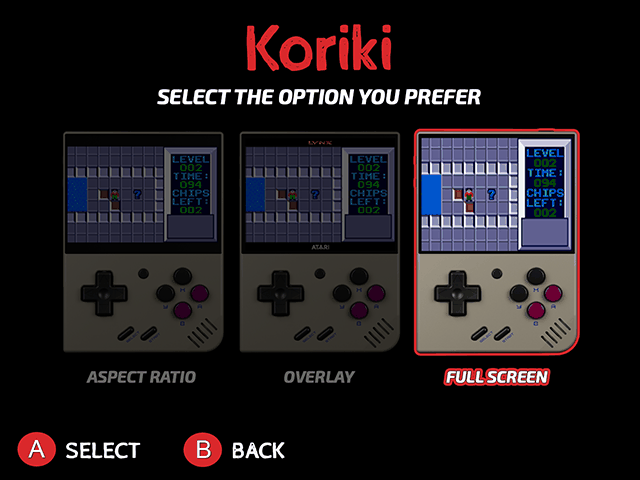 Koriki
SELECT THE OPTION YOU PREFER
LEVEL
002
TIME:
094
CHIPS
LEFT:
002
LEVEL
002
TIME:
094
CHIPS
LEFT:
002
ATARI
LEVEL
002
TIME:
094
CHIPS
LEFT:
002
Y
A
B
Y
A
B
Y
A
B
ASPECT RATIO
OVERLAY
FULL SCREEN
A SELECT
B BACK